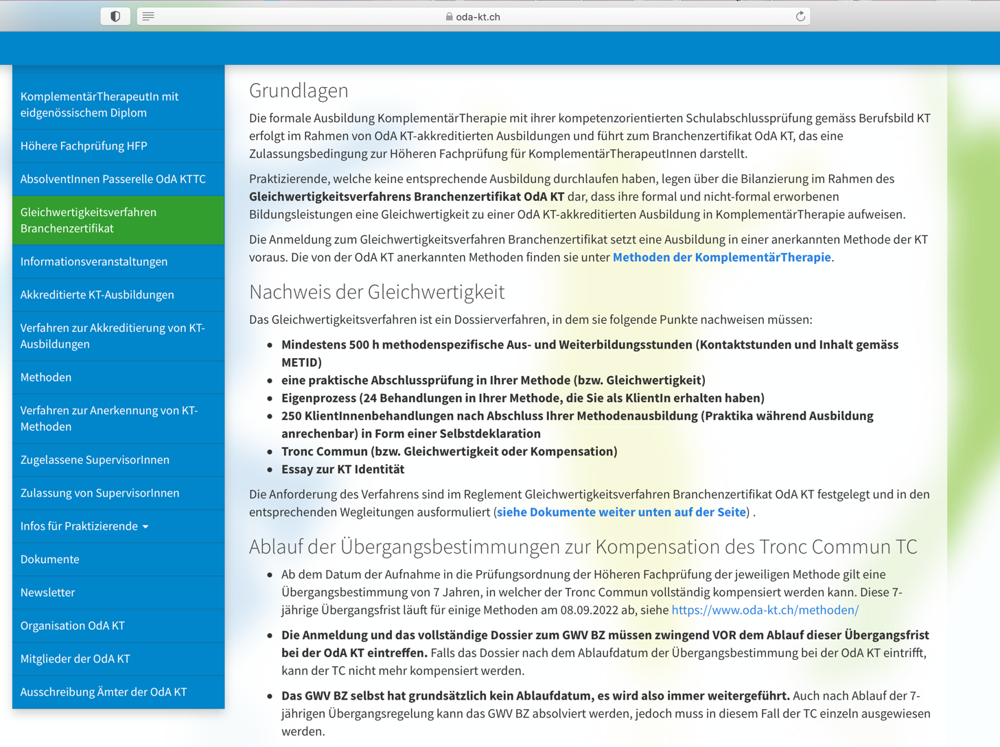 oda-kt.ch
KomplementärTherapeutIn mit
eidgenössischem Diplom
Höhere Fachprüfung HFP
AbsolventInnen Passerelle OdA KTTC
Gleichwertigkeitsverfahren
Branchenzertifikat
Informationsveranstaltungen
Akkreditierte KT-Ausbildungen
Verfahren zur Akkreditierung von KT-
Ausbildungen
Methoden
Verfahren zur Anerkennung von KT-
Methoden
Zugelassene SupervisorInnen
Zulassung von SupervisorInnen
Infos für Praktizierende
Dokumente
Newsletter
Organisation OdA KT
Mitglieder der OdA KT
Ausschreibung Ämter der OdA KT
Grundlagen
Die formale Ausbildung KomplementärTherapie mit ihrer kompetenzorientierten Schulabschlussprüfung gemäss Berufsbild KT
erfolgt im Rahmen von OdA KT-akkreditierten Ausbildungen und führt zum Branchenzertifikat OdA KT, das eine
Zulassungsbedingung zur Höheren Fachprüfung für KomplementärTherapeutInnen darstellt.
Praktizierende, welche keine entsprechende Ausbildung durchlaufen haben, legen über die Bilanzierung im Rahmen des
Gleichwertigkeitsverfahrens Branchenzertifikat OdA KT dar, dass ihre formal und nicht-formal erworbenen
Bildungsleistungen eine Gleichwertigkeit zu einer OdA KT-akkreditierten Ausbildung in KomplementärTherapie aufweisen.
Die Anmeldung zum Gleichwertigkeitsverfahren Branchenzertifikat setzt eine Ausbildung in einer anerkannten Methode der KT
voraus. Die von der OdA KT anerkannten Methoden finden sie unter Methoden der KomplementärTherapie.
Nachweis der Gleichwertigkeit
Das Gleichwertigkeitsverfahren ist ein Dossierverfahren, in dem sie folgende Punkte nachweisen müssen:
• Mindestens 500 h methodenspezifische Aus- und Weiterbildungsstunden (Kontaktstunden und Inhalt gemäss
METID)
• eine praktische Abschlussprüfung in Ihrer Methode (bzw. Gleichwertigkeit)
• Eigenprozess (24 Behandlungen in Ihrer Methode, die Sie als KlientIn erhalten haben)
• 250 KlientInnenbehandlungen nach Abschluss Ihrer Methodenausbildung (Praktika während Ausbildung
anrechenbar) in Form einer Selbstdeklaration
• Tronc Commun (bzw. Gleichwertigkeit oder Kompensation)
• Essay zur KT Identität
Die Anforderung des Verfahrens sind im Reglement Gleichwertigkeitsverfahren Branchenzertifikat OdA KT festgelegt und in den
entsprechenden Wegleitungen ausformuliert (siehe Dokumente weiter unten auf der Seite) .
Ablauf der Übergangsbestimmungen zur Kompensation des Tronc Commun TC
• Ab dem Datum der Aufnahme in die Prüfungsordnung der Höheren Fachprüfung der jeweiligen Methode gilt eine
Übergangsbestimmung von 7 Jahren, in welcher der Tronc Commun vollständig kompensiert werden kann. Diese 7-
jährige Übergangsfrist läuft für einige Methoden am 08.09.2022 ab, siehe https://www.oda-kt.ch/methoden/
• Die Anmeldung und das vollständige Dossier zum GWV BZ müssen zwingend VOR dem Ablauf dieser Übergangsfrist
bei der OdA KT eintreffen. Falls das Dossier nach dem Ablaufdatum der Übergangsbestimmung bei der OdA KT eintrifft,
kann der TC nicht mehr kompensiert werden.
• Das GWV BZ selbst hat grundsätzlich kein Ablaufdatum, es wird also immer weitergeführt. Auch nach Ablauf der 7-
jährigen Übergangsregelung kann das GWV BZ absolviert werden, jedoch muss in diesem Fall der TC einzeln ausgewiesen
werden.